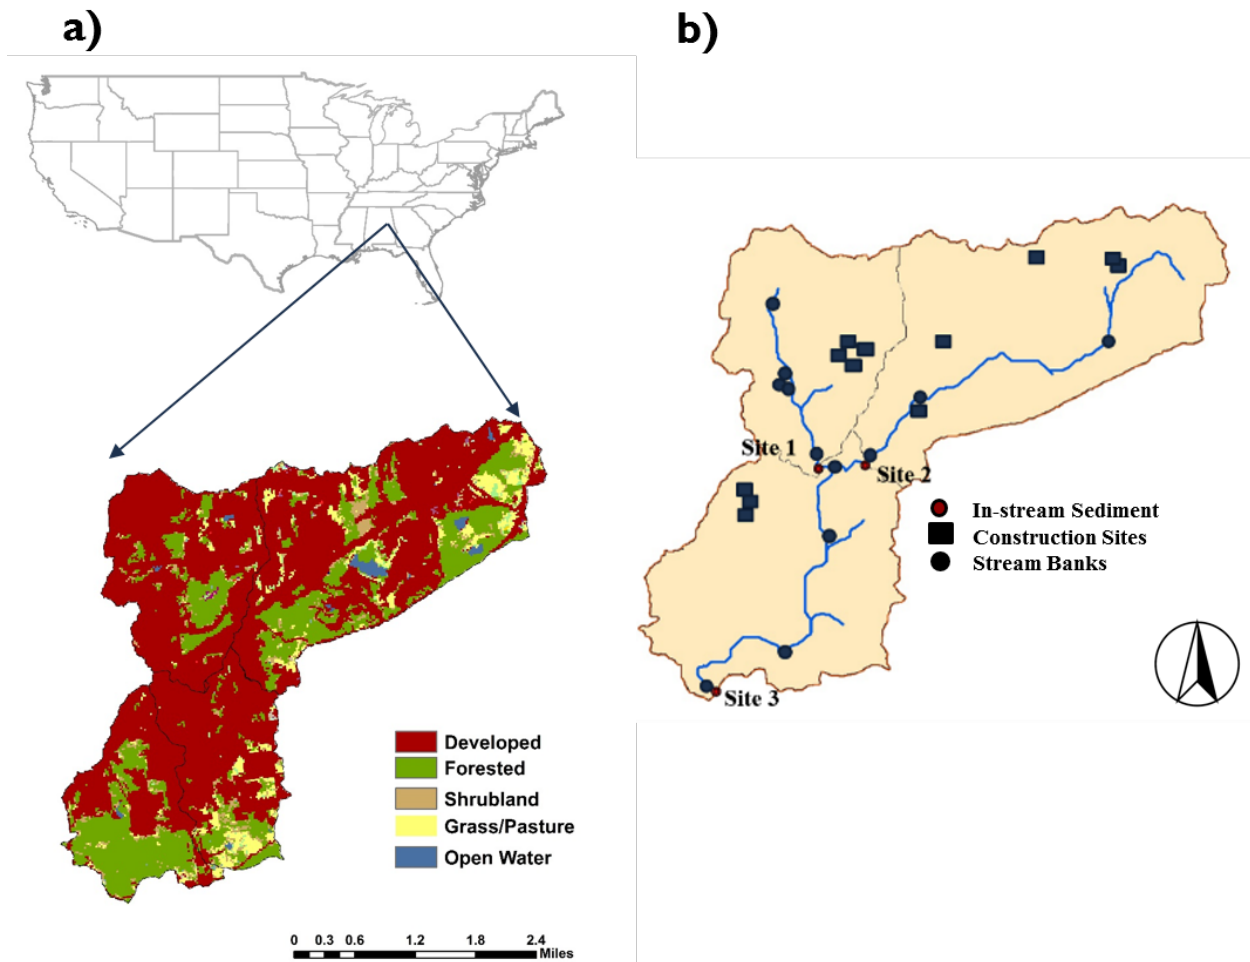 a)
b)
Site 1
Site 2
In-stream Sediment
Construction Sites
Stream Banks
Site 3
Developed
Forested
Shrubland
Grass/Pasture
Open Water
0 0.3 0.6 1.2 1.8 2.4
Miles